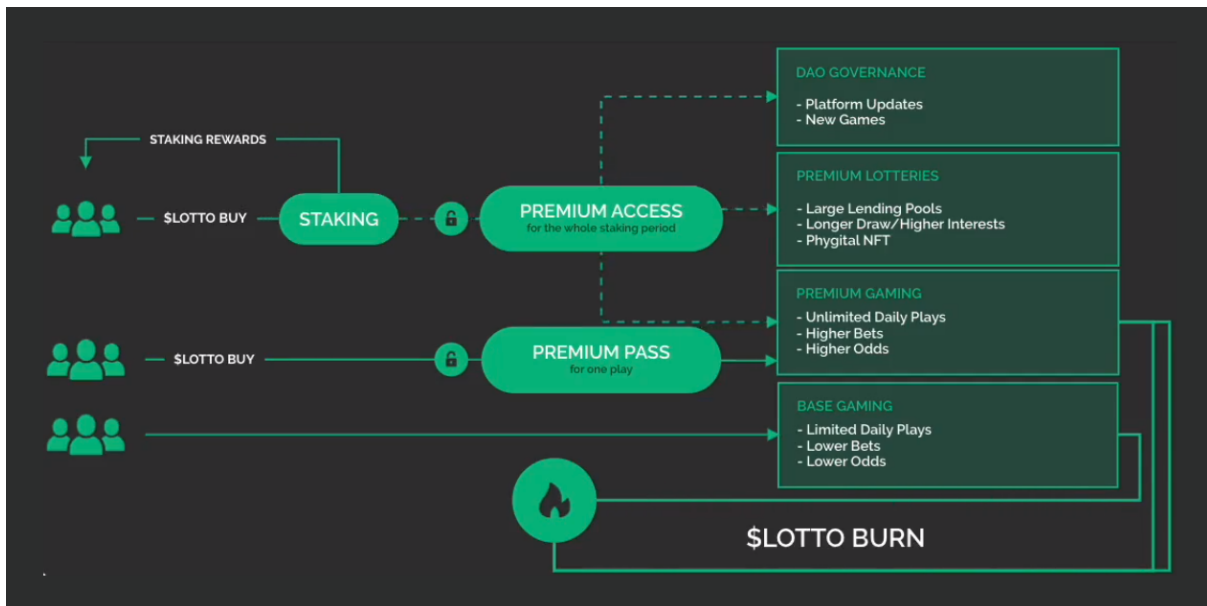 DAO GOVERNANCE
- Platform Updates
- New Games
STAKING REWARDS
PREMIUM LOTTERIES
$LOTTO BUY
STAKING
PREMIUM ACCESS
for the whole staking period
- Large Lending Pools
- Longer Draw/Higher Interests
- Phygital NFT
PREMIUM GAMING
- Unlimited Daily Plays
- Higher Bets
- Higher Odds
$LOTTO BUY
PREMIUM PASS
for one play
BASE GAMING
- Limited Daily Plays
- Lower Bets
- Lower Odds
$LOTTO BURN